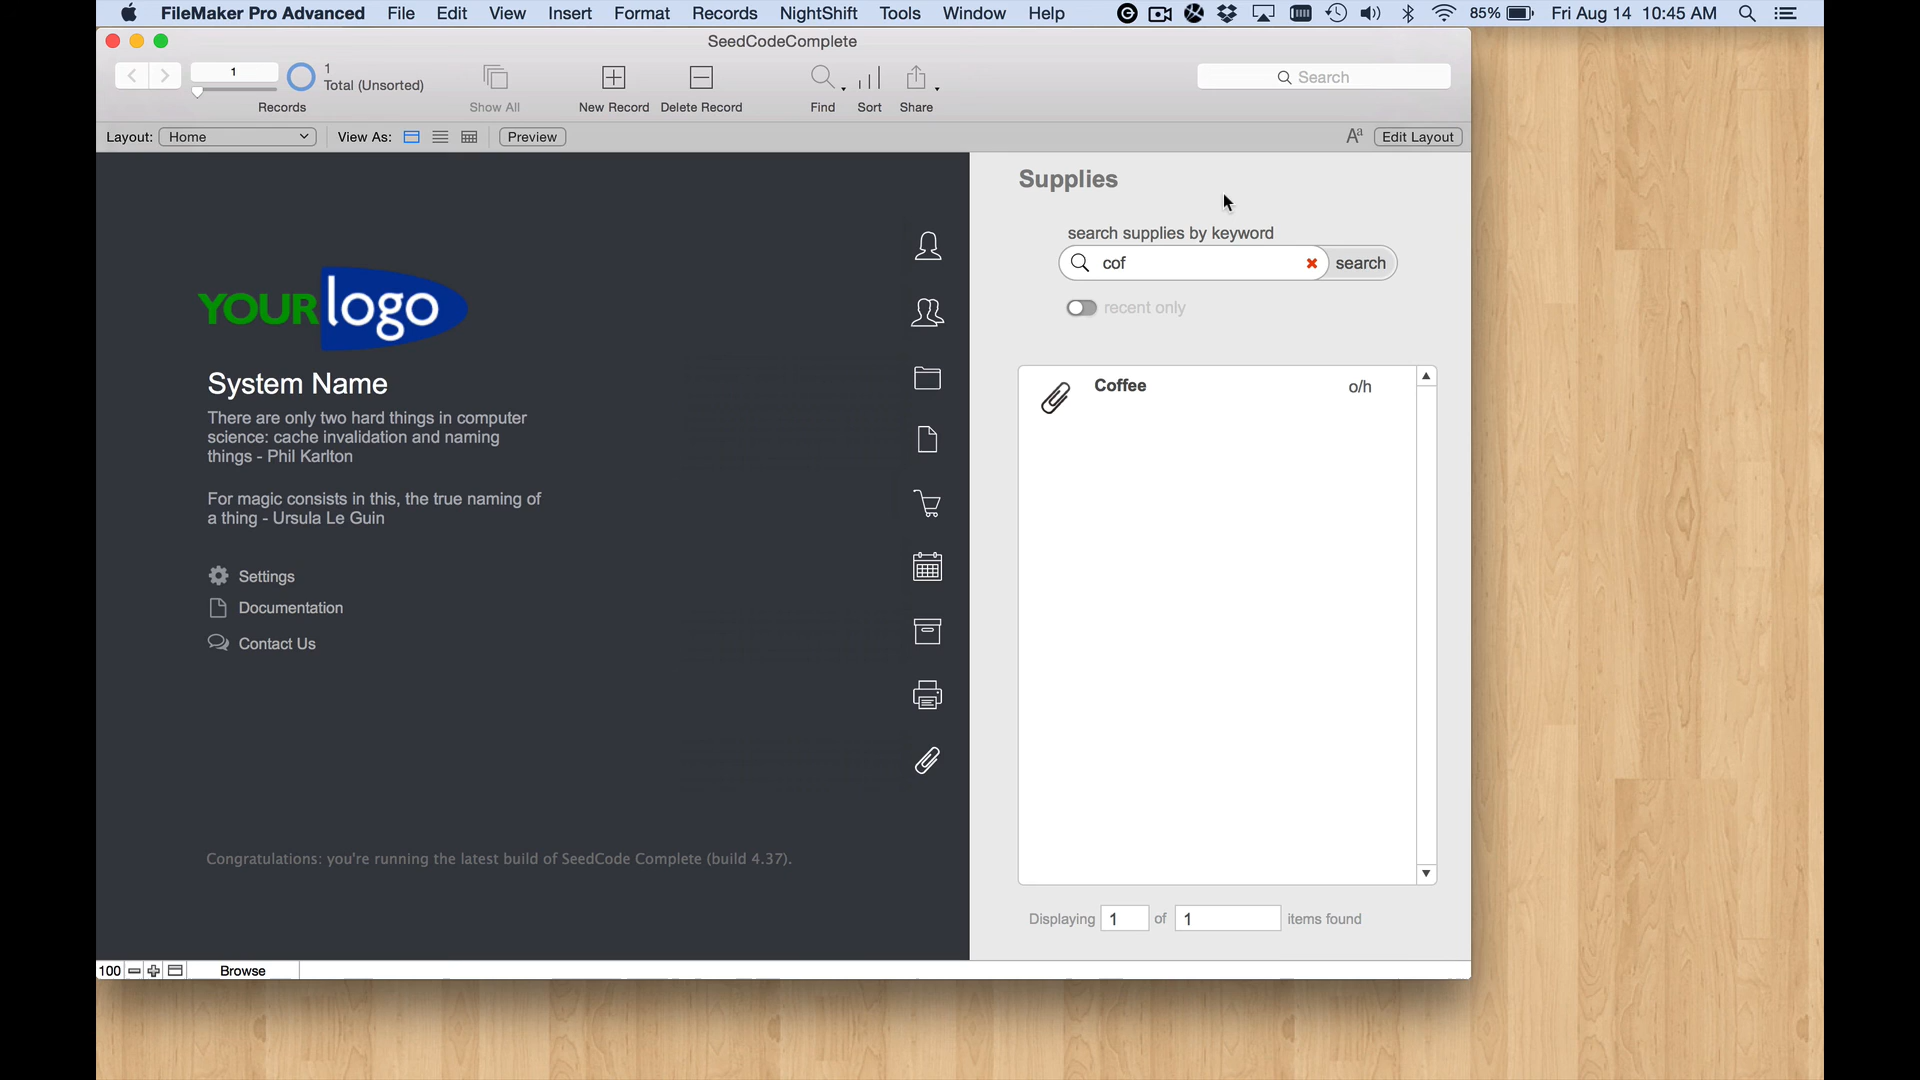 FileMaker Pro Advanced File Edit View Insert Format Records NightShift Tools Window Help 85% Fri Aug 14 10:45 AM
SeedCodeComplete
1
1
Total (Unsorted)
Records
Show All
New Record
Delete Record
Find
Sort
Share
Search
Layout: Home
View As:
Preview
Aa
Edit Layout
YOUR logo
System Name
There are only two hard things in computer
science: cache invalidation and naming
things - Phil Karlton
For magic consists in this, the true naming of
a thing - Ursula Le Guin
Settings
Documentation
Contact Us
Congratulations: you're running the latest build of SeedCode Complete (build 4.37).
Supplies
search supplies by keyword
cof
search
recent only
Coffee o/h
Displaying 1 of 1 items found
100 Browse